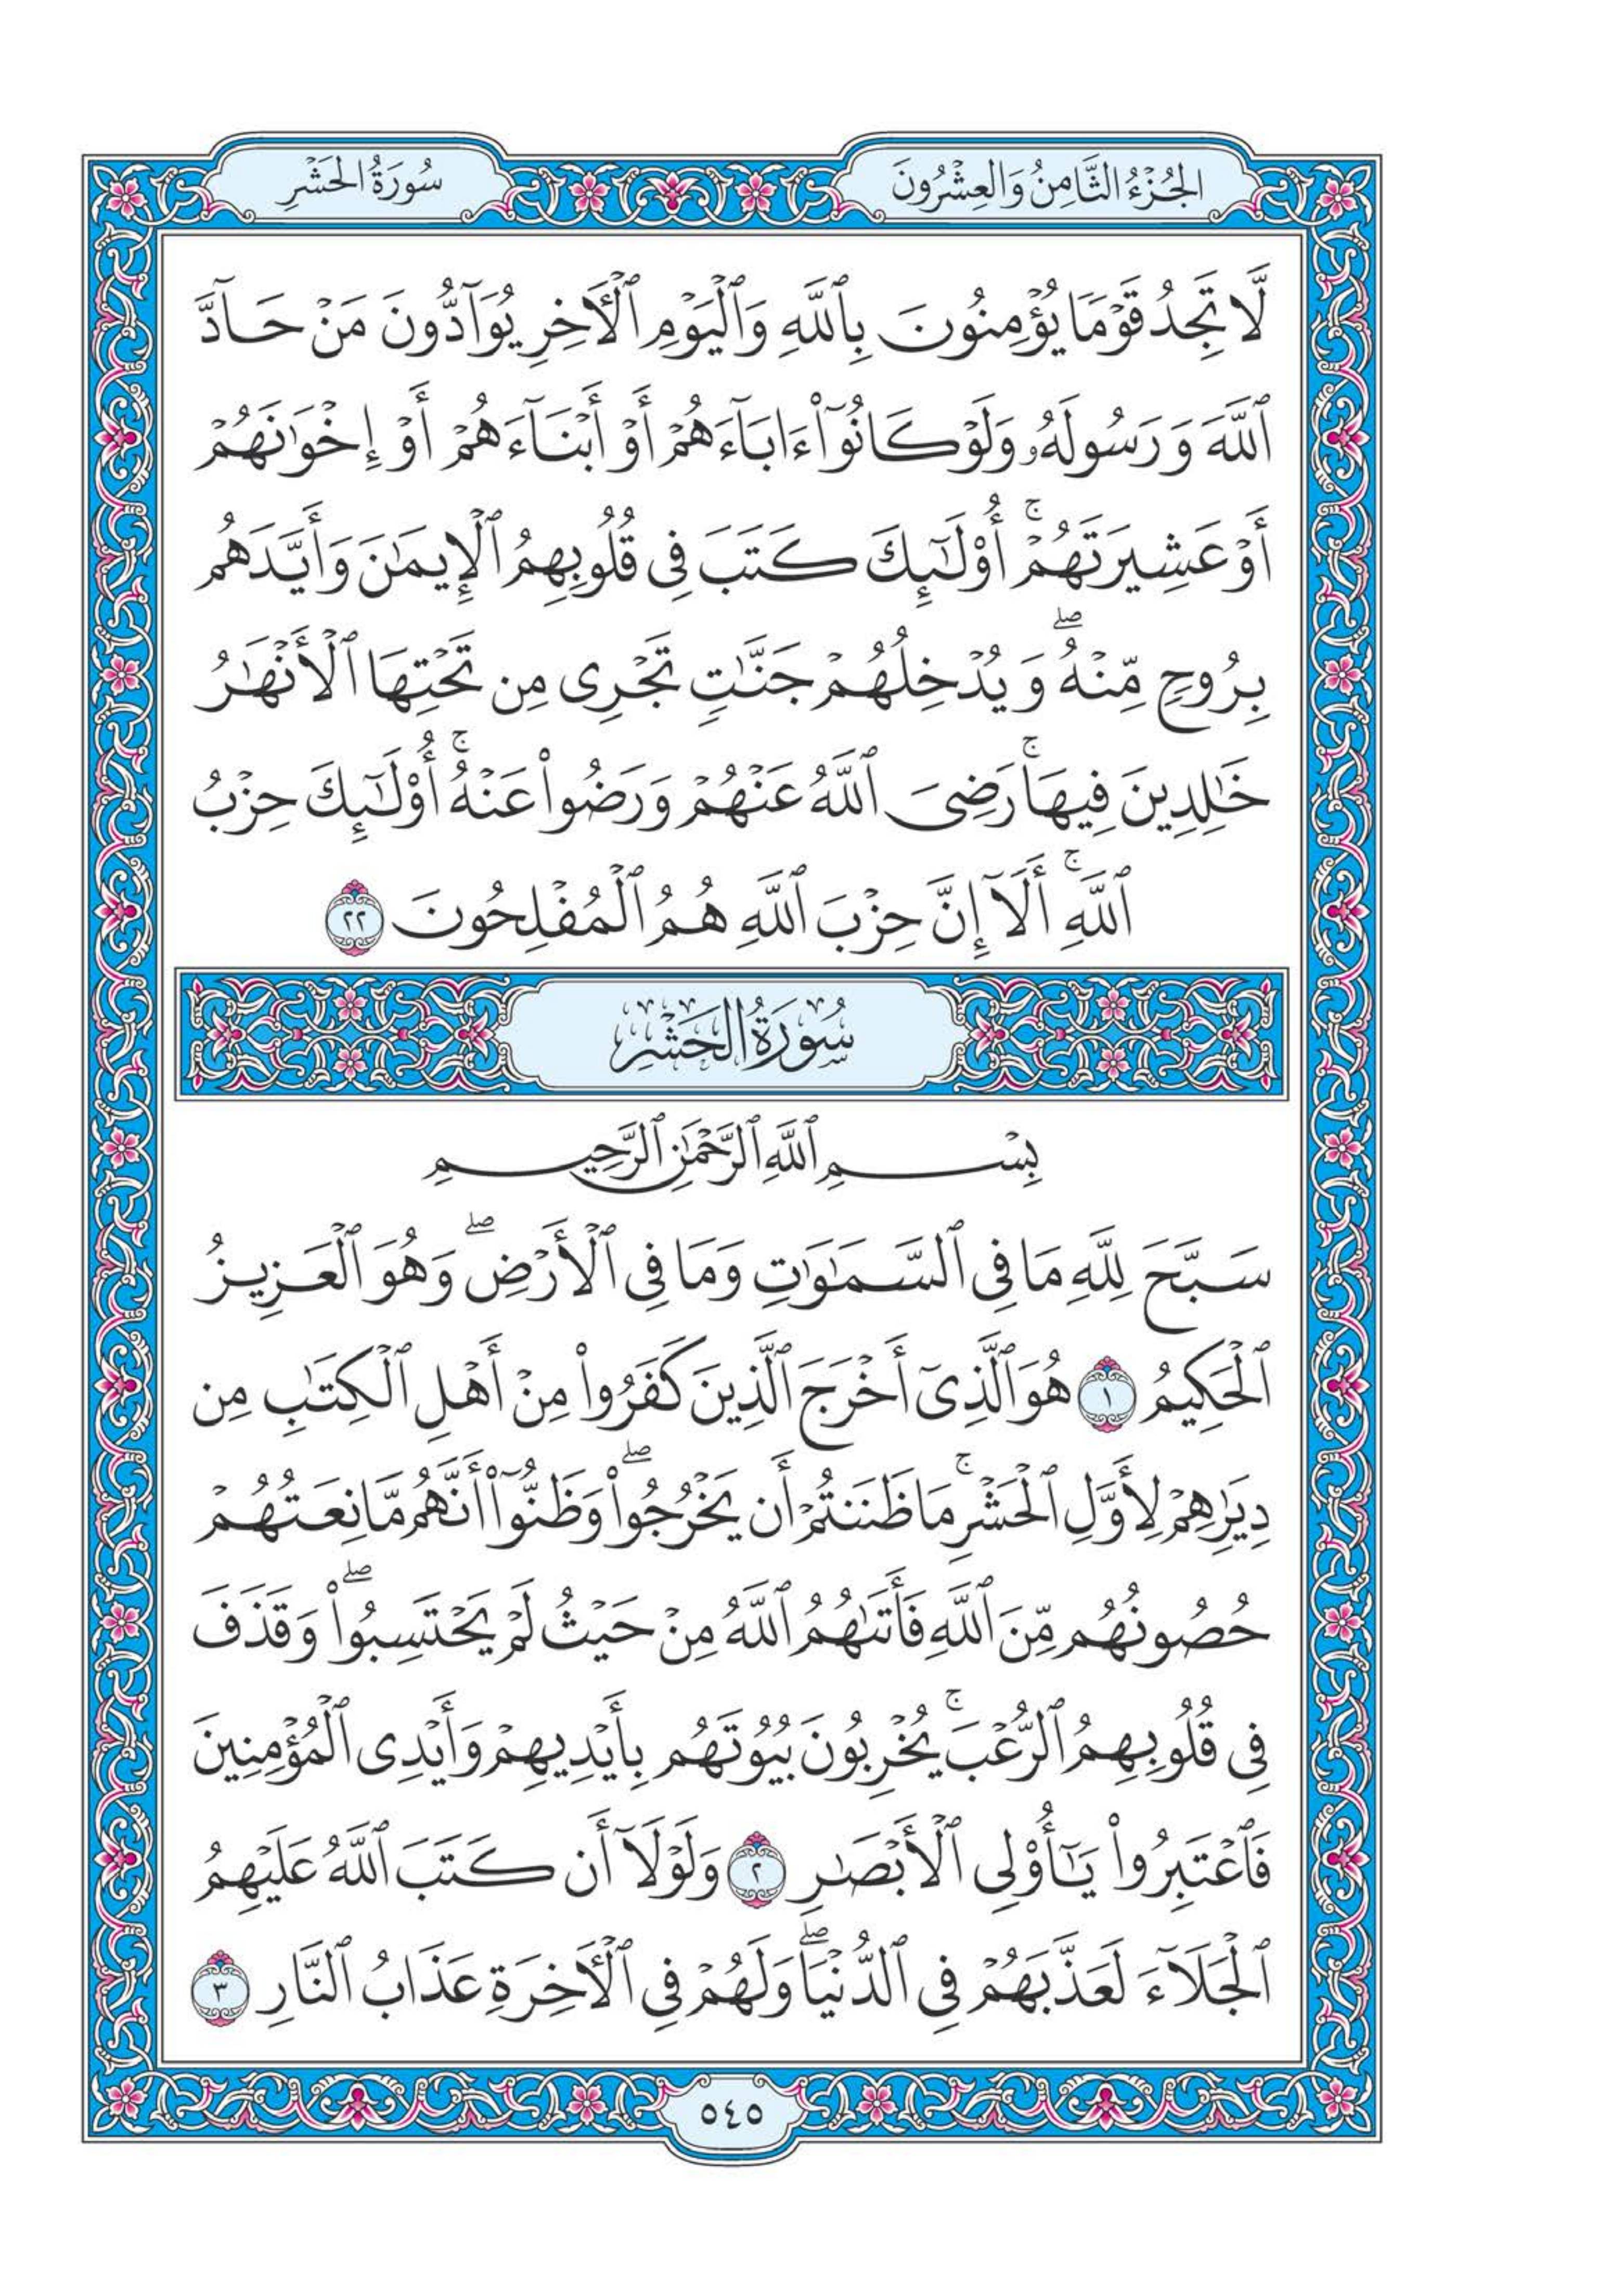 الجُزْءُ الثَّامِنُ وَالعِشْرُونَ
سُورَةُ الحَشْرِ
لَّا تَجِدُ قَوْمًا يُؤْمِنُونَ بِٱللَّهِ وَٱلْيَوْمِ ٱلْأَخِرِ يُوَآدُّونَ مَنْ حَآدَّ
ٱللَّهَ وَرَسُولَهُۥ وَلَوْ كَانُوٓا۟ ءَابَآءَهُمْ أَوْ أَبْنَآءَهُمْ أَوْ إِخْوَٰنَهُمْ
أَوْ عَشِيرَتَهُمْ ۚ أُو۟لَٰٓئِكَ كَتَبَ فِى قُلُوبِهِمُ ٱلْإِيمَٰنَ وَأَيَّدَهُم
بِرُوحٍ مِّنْهُ ۖ وَيُدْخِلُهُمْ جَنَّٰتٍ تَجْرِى مِن تَحْتِهَا ٱلْأَنْهَٰرُ
خَٰلِدِينَ فِيهَا ۚ رَضِىَ ٱللَّهُ عَنْهُمْ وَرَضُوا۟ عَنْهُ ۚ أُو۟لَٰٓئِكَ حِزْبُ
ٱللَّهِ ۚ أَلَآ إِنَّ حِزْبَ ٱللَّهِ هُمُ ٱلْمُفْلِحُونَ ٢٢
سُورَةُ الحَشْرِ
بِسْمِ ٱللَّهِ ٱلرَّحْمَٰنِ ٱلرَّحِيمِ
سَبَّحَ لِلَّهِ مَا فِى ٱلسَّمَٰوَٰتِ وَمَا فِى ٱلْأَرْضِ ۖ وَهُوَ ٱلْعَزِيزُ
ٱلْحَكِيمُ ١ هُوَ ٱلَّذِىٓ أَخْرَجَ ٱلَّذِينَ كَفَرُوا۟ مِنْ أَهْلِ ٱلْكِتَٰبِ مِن
دِيَٰرِهِمْ لِأَوَّلِ ٱلْحَشْرِ ۚ مَا ظَنَنتُمْ أَن يَخْرُجُوا۟ ۖ وَظَنُّوٓا۟ أَنَّهُم مَّانِعَتُهُمْ
حُصُونُهُم مِّنَ ٱللَّهِ فَأَتَىٰهُمُ ٱللَّهُ مِنْ حَيْثُ لَمْ يَحْتَسِبُوا۟ ۖ وَقَذَفَ
فِى قُلُوبِهِمُ ٱلرُّعْبَ ۚ يُخْرِبُونَ بُيُوتَهُم بِأَيْدِيهِمْ وَأَيْدِى ٱلْمُؤْمِنِينَ
فَٱعْتَبِرُوا۟ يَٰٓأُو۟لِى ٱلْأَبْصَٰرِ ٢ وَلَوْلَآ أَن كَتَبَ ٱللَّهُ عَلَيْهِمُ
ٱلْجَلَآءَ لَعَذَّبَهُمْ فِى ٱلدُّنْيَا ۖ وَلَهُمْ فِى ٱلْأَخِرَةِ عَذَابُ ٱلنَّارِ ٣
٥٤٥